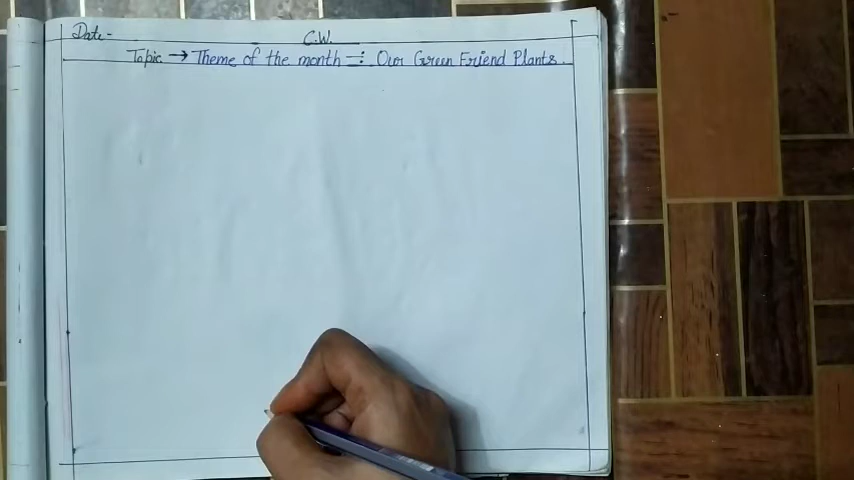 Date-
C.W.
Topic → Theme of the month =: Our Green Friend Plants.